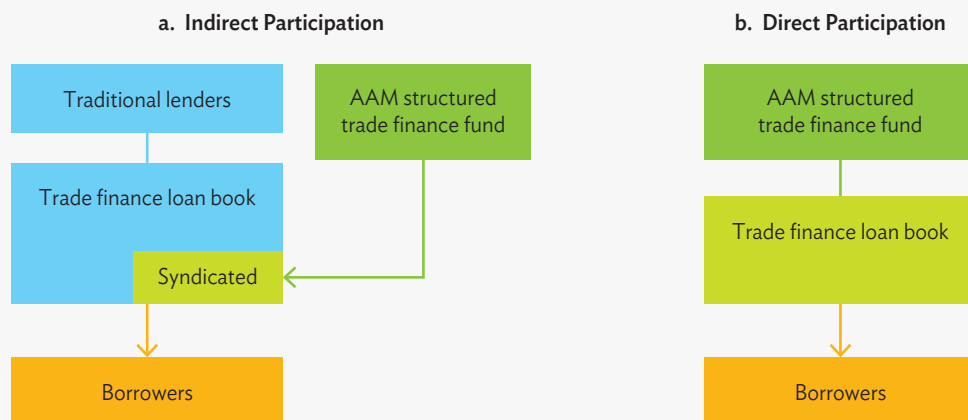 a. Indirect Participation
Traditional lenders
AAM structured
trade finance fund
Trade finance loan book
Syndicated
Borrowers
b. Direct Participation
AAM structured
trade finance fund
Trade finance loan book
Borrowers